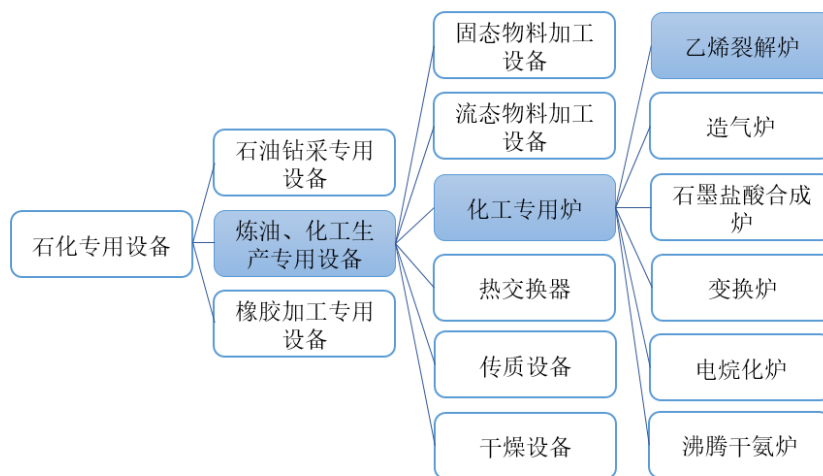 石化专用设备
石油钻采专用
设备
炼油、化工生
产专用设备
橡胶加工专用
设备
固态物料加工
设备
流态物料加工
设备
化工专用炉
热交换器
传质设备
干燥设备
乙烯裂解炉
造气炉
石墨盐酸合成
炉
变换炉
电烷化炉
沸腾干氨炉